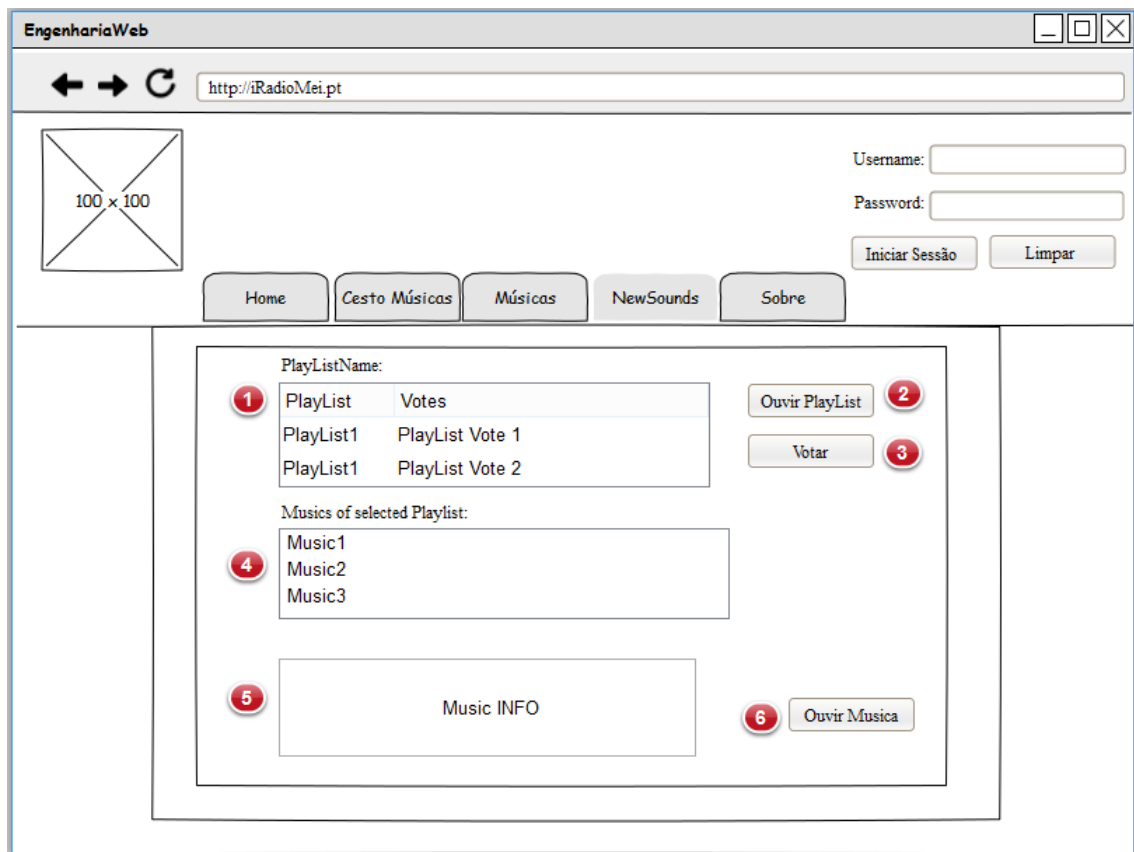 EngenhariaWeb
http://iRadioMei.pt
100 x 100
Username:
Password:
Iniciar Sessão Limpar
Home Cesto Músicas Músicas NewSounds Sobre
PlayListName:
1 PlayList Votes Ouvir PlayList 2
PlayList1 PlayList Vote 1
Votar 3
PlayList1 PlayList Vote 2
Musics of selected Playlist:
Music1
4 Music2
Music3
5 Music INFO
6 Ouvir Musica